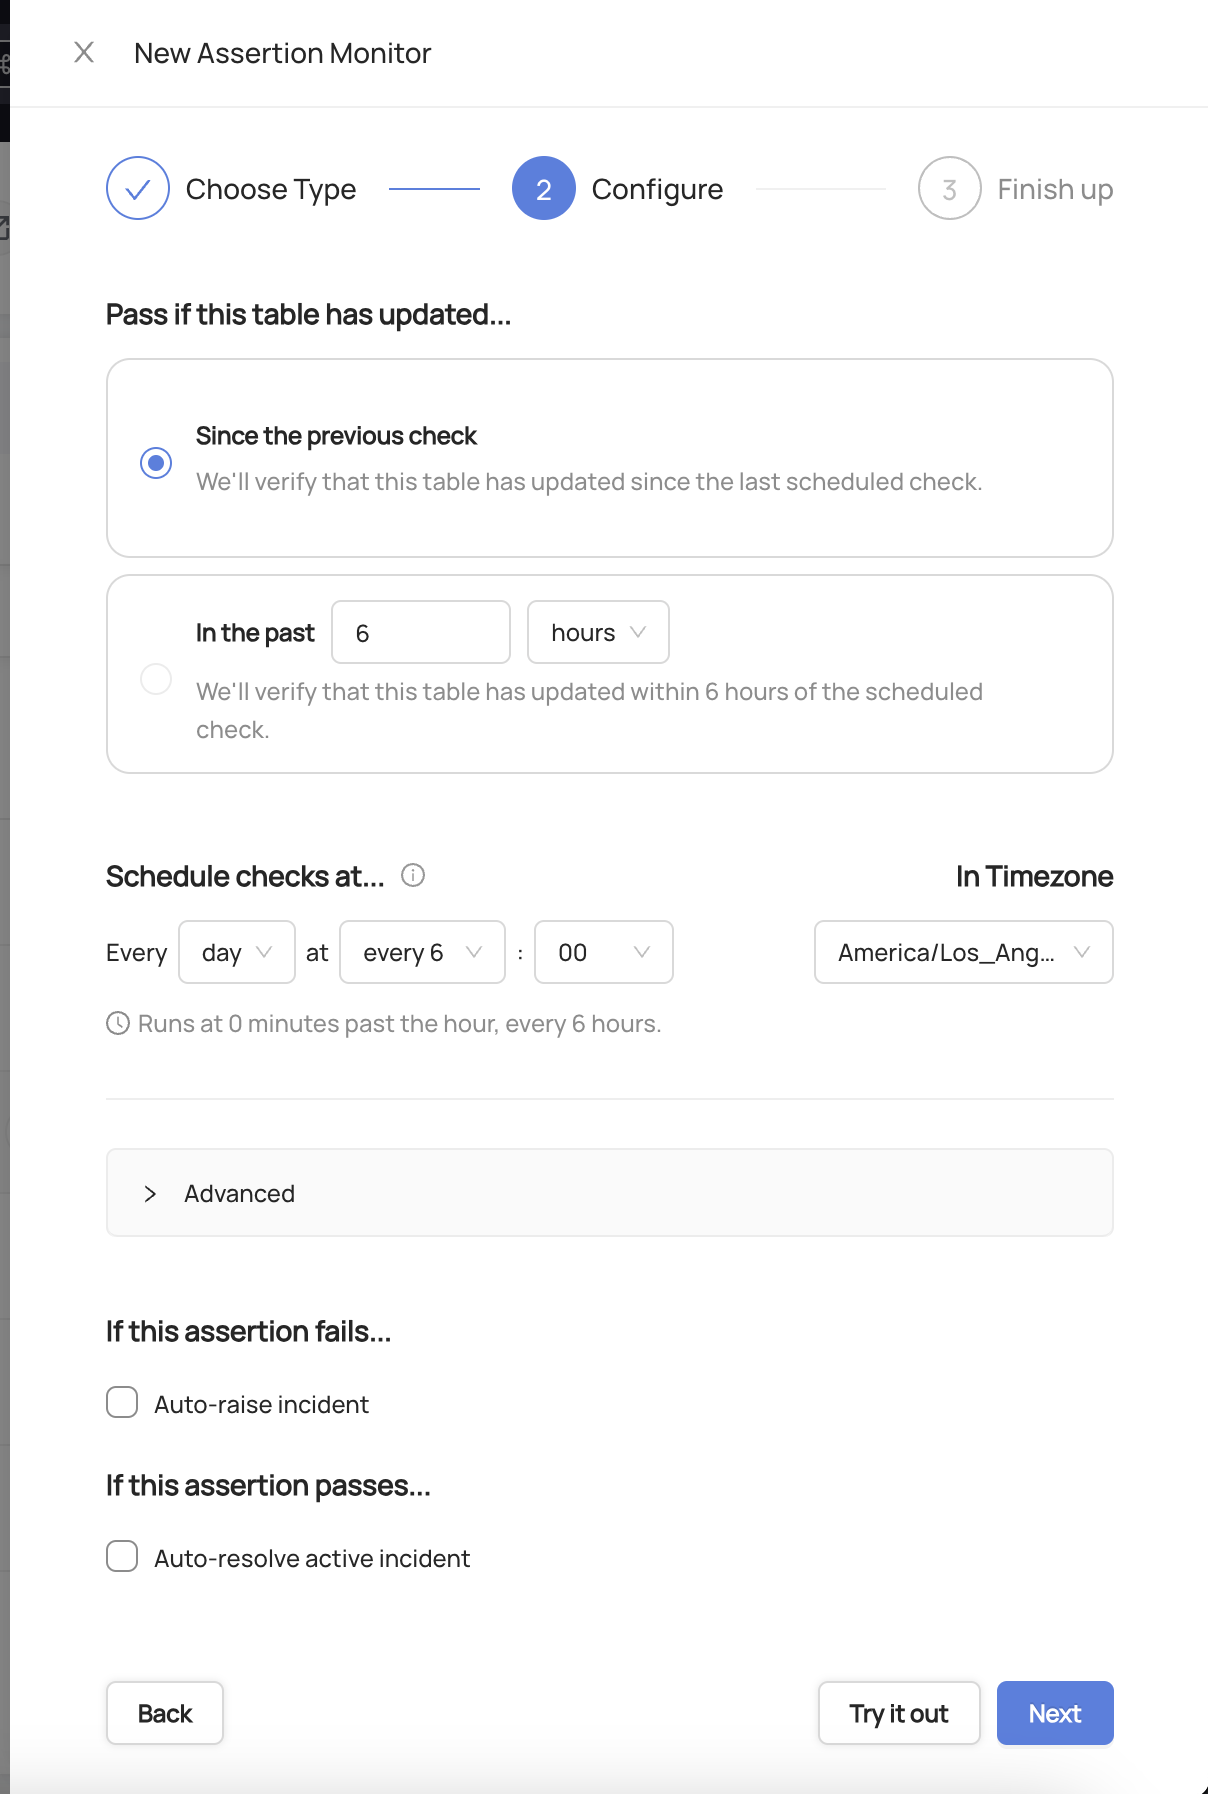 New Assertion Monitor
Choose Type
2 Configure
3 Finish up
Pass if this table has updated...
Since the previous check
We'll verify that this table has updated since the last scheduled check.
In the past 6 hours
We'll verify that this table has updated within 6 hours of the scheduled
check.
Schedule checks at... In Timezone
Every day at every 6 : 00 America/Los_Ang...
Runs at 0 minutes past the hour, every 6 hours.
Advanced
If this assertion fails...
Auto-raise incident
If this assertion passes...
Auto-resolve active incident
Back Try it out Next